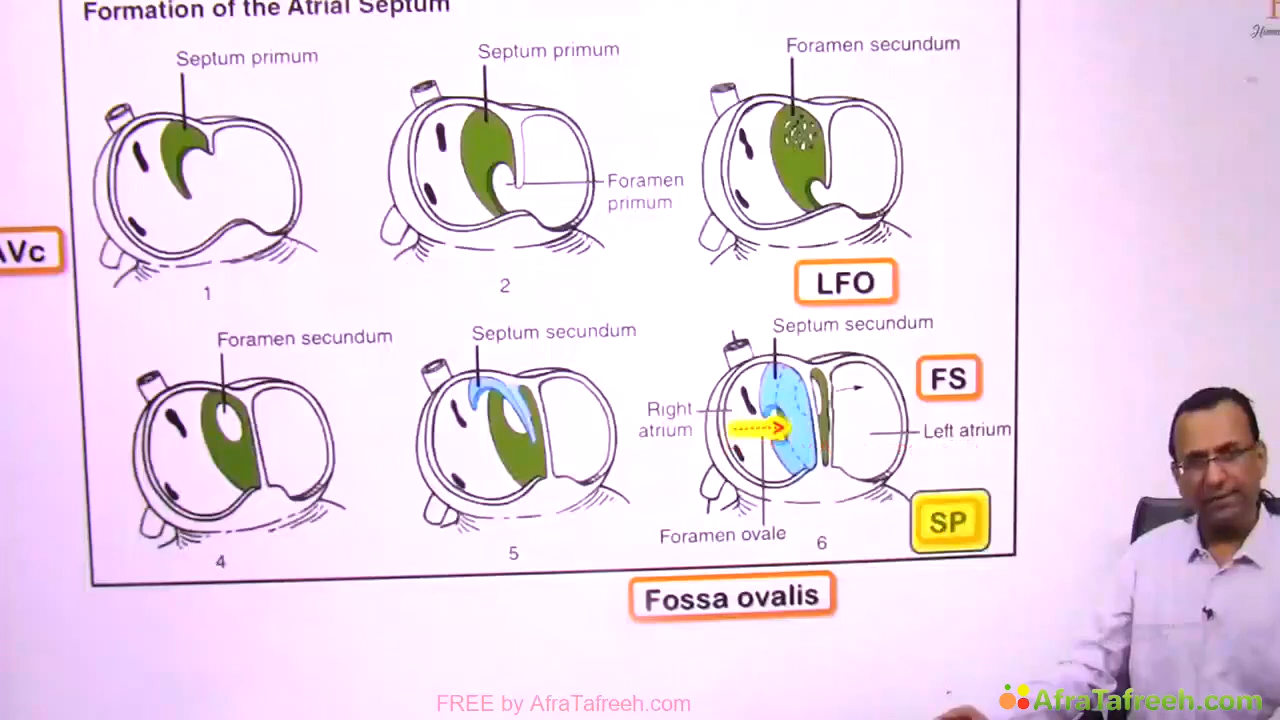 Formation of the Atrial Septum
Septum primum
Septum primum
Foramen secundum
Foramen
primum
AVc
1
2
LFO
Foramen secundum
Septum secundum
Septum secundum
FS
Right
atrium
Left atrium
SP
Foramen ovale
4
5
6
Fossa ovalis
FREE by AfraTafreeh.com
AfraTafreeh.com